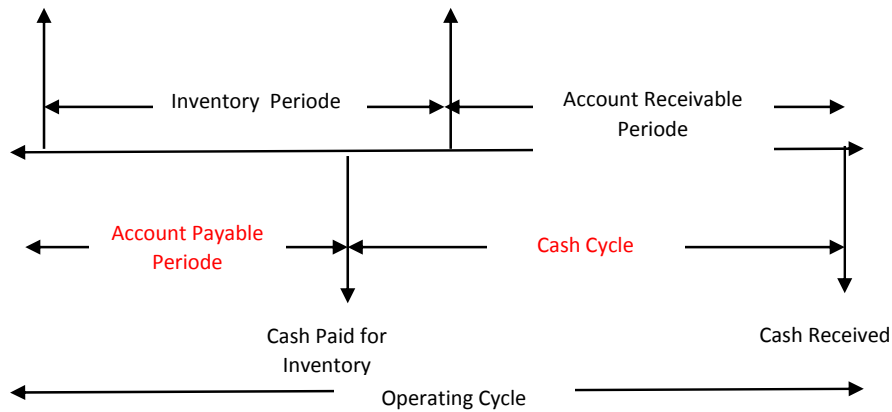 Inventory Periode
Account Receivable
Periode
Account Payable
Periode
Cash Cycle
Cash Paid for
Inventory
Cash Received
Operating Cycle